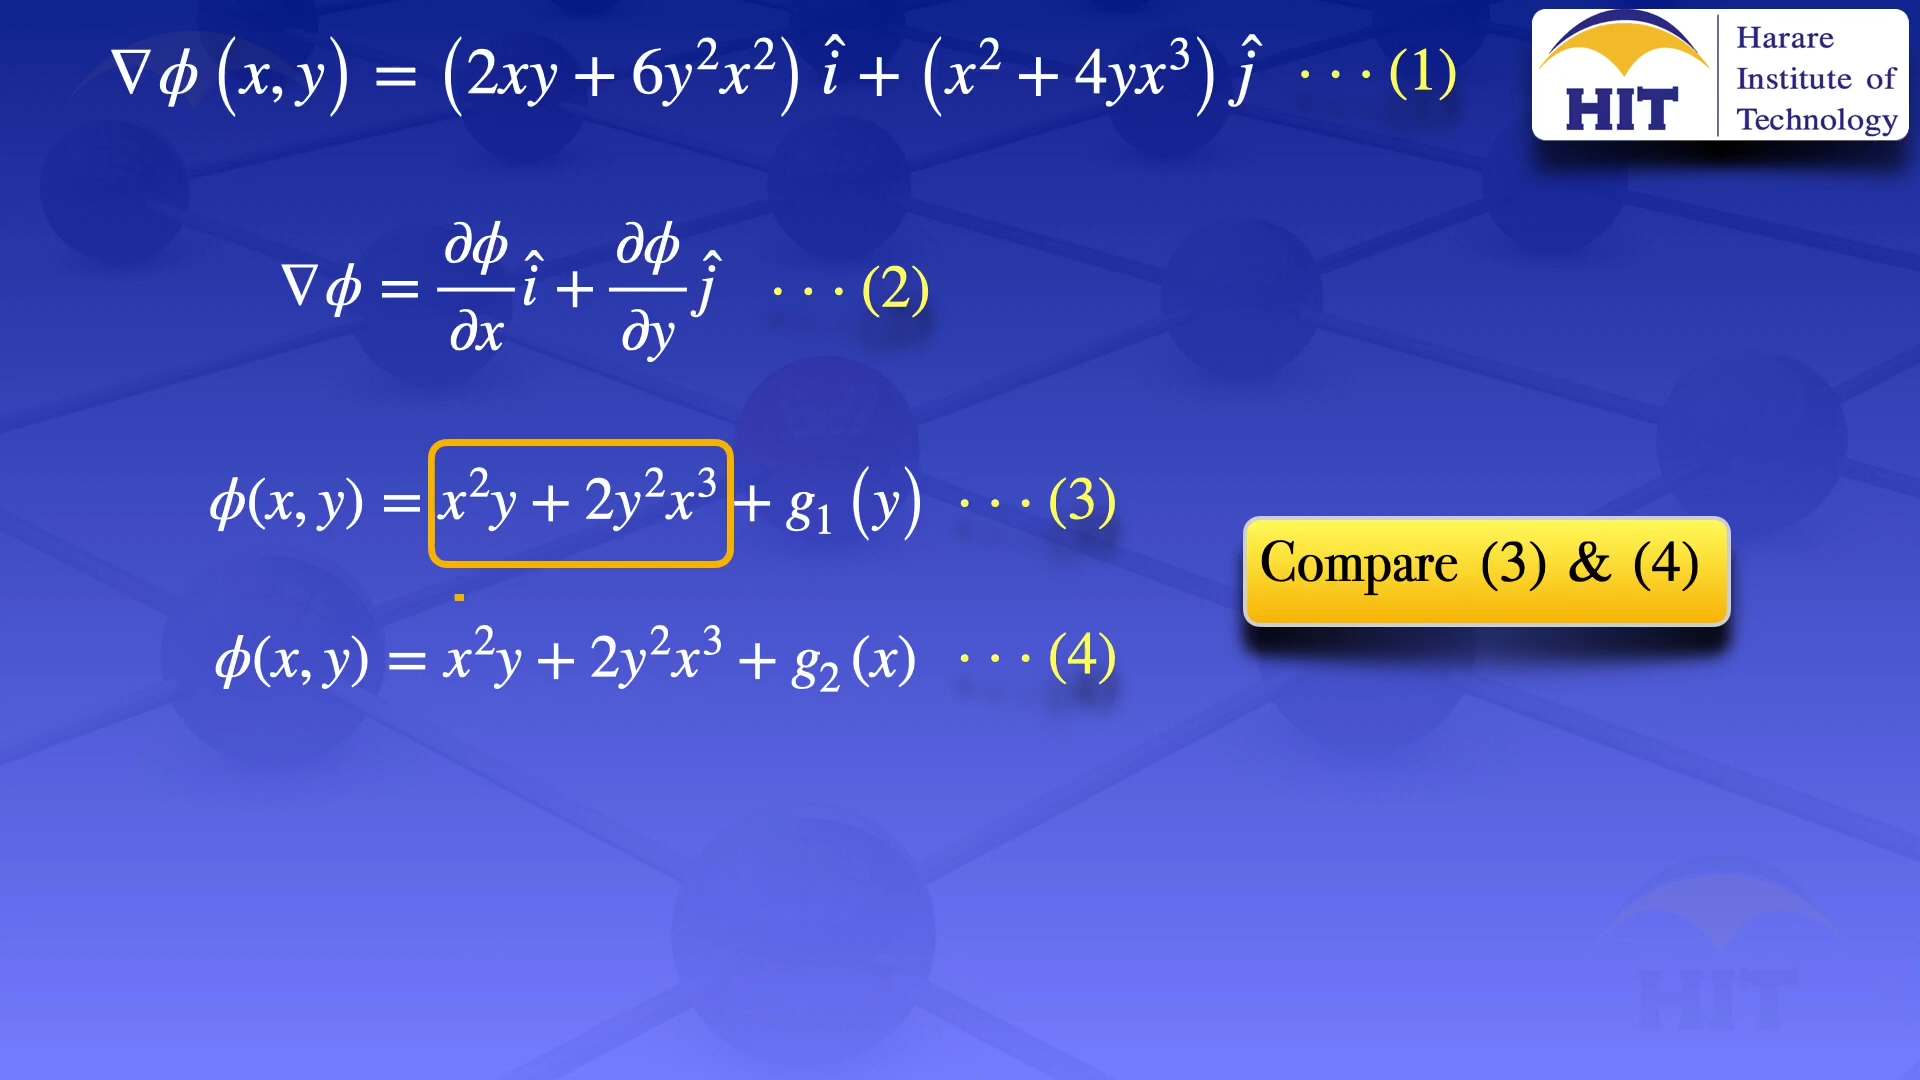 ∇ϕ(x, y) = (2xy + 6y²x²) î + (x² + 4yx³) ĵ ⋯ (1)
HIT
Harare
Institute of
Technology
∇ϕ = ∂ϕ/∂x î + ∂ϕ/∂y ĵ ⋯ (2)
ϕ(x, y) = x²y + 2y²x³ + g₁ (y) ⋯ (3)
Compare (3) & (4)
ϕ(x, y) = x²y + 2y²x³ + g₂ (x) ⋯ (4)
HIT